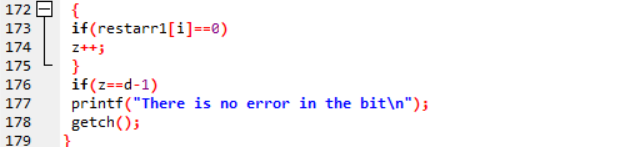 172 {
173 if(restarr1[i]==0)
174 z++;
175 }
176 if(z==d-1)
177 printf("There is no error in the bit\n");
178 getch();
179 }